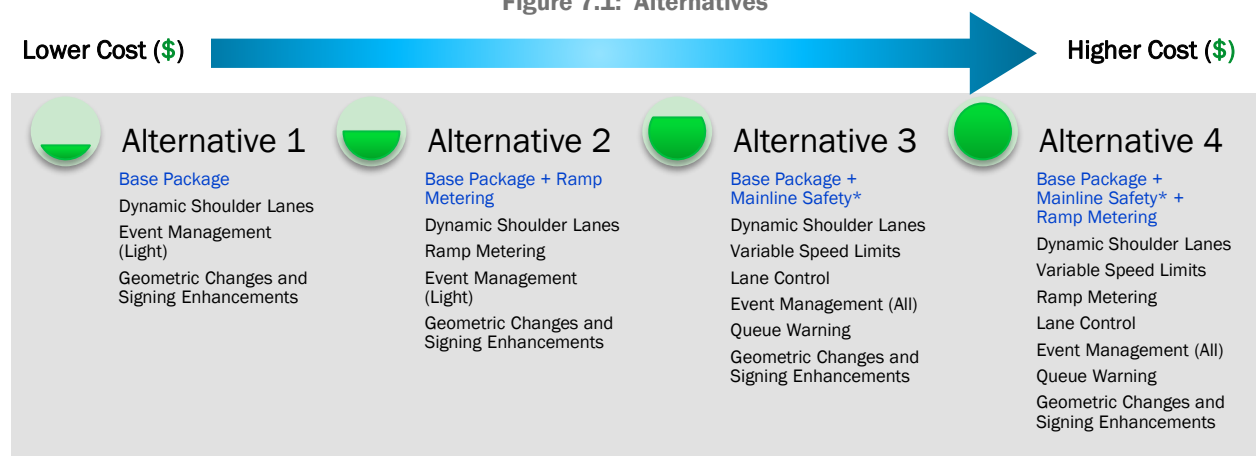 Figure 7.1: Alternatives
Lower Cost ($)
Higher Cost ($)
Alternative 1
Base Package
Dynamic Shoulder Lanes
Event Management
(Light)
Geometric Changes and
Signing Enhancements
Alternative 2
Base Package + Ramp
Metering
Dynamic Shoulder Lanes
Ramp Metering
Event Management
(Light)
Geometric Changes and
Signing Enhancements
Alternative 3
Base Package +
Mainline Safety*
Dynamic Shoulder Lanes
Variable Speed Limits
Lane Control
Event Management (All)
Queue Warning
Geometric Changes and
Signing Enhancements
Alternative 4
Base Package +
Mainline Safety* +
Ramp Metering
Dynamic Shoulder Lanes
Variable Speed Limits
Ramp Metering
Lane Control
Event Management (All)
Queue Warning
Geometric Changes and
Signing Enhancements